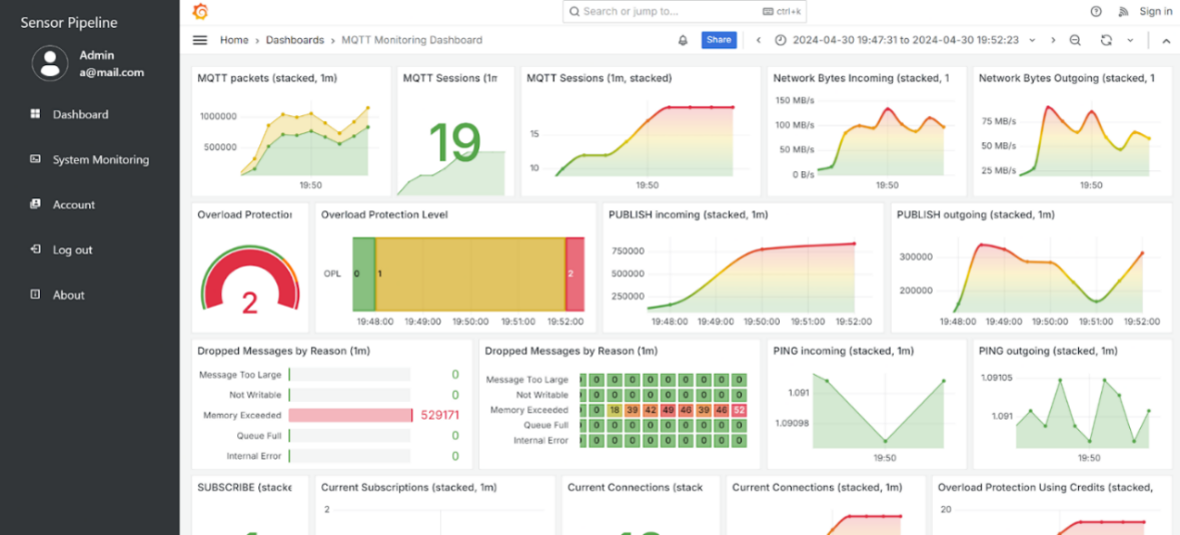 Sensor Pipeline
Admin
a@mail.com
Dashboard
System Monitoring
Account
Log out
About
Search or jump to...
ctrl+k
Sign in
Home › Dashboards › MQTT Monitoring Dashboard
Share
2024-04-30 19:47:31 to 2024-04-30 19:52:23
MQTT packets (stacked, 1m)
1000000
500000
19:50
MQTT Sessions (1m
19
MQTT Sessions (1m, stacked)
15
10
19:50
Network Bytes Incoming (stacked, 1
150 MB/s
100 MB/s
50 MB/s
0 B/s
19:50
Network Bytes Outgoing (stacked, 1
75 MB/s
50 MB/s
25 MB/s
19:50
Overload Protection
2
Overload Protection Level
OPL
0 1 2
19:48:00 19:49:00 19:50:00 19:51:00 19:52:00
PUBLISH incoming (stacked, 1m)
750000
500000
250000
19:48:00 19:49:00 19:50:00 19:51:00 19:52:00
PUBLISH outgoing (stacked, 1m)
300000
200000
19:48:00 19:49:00 19:50:00 19:51:00 19:52:00
Dropped Messages by Reason (1m)
Message Too Large 0
Not Writable 0
Memory Exceeded 529171
Queue Full 0
Internal Error 0
Dropped Messages by Reason (1m)
Message Too Large 0 0 0 0 0 0 0 0 0
Not Writable 0 0 0 0 0 0 0 0 0
Memory Exceeded 0 18 39 42 49 46 39 46 52
Queue Full 0 0 0 0 0 0 0 0 0
Internal Error 0 0 0 0 0 0 0 0 0
PING incoming (stacked, 1m)
1.091
1.09098
19:50
PING outgoing (stacked, 1m)
1.09105
1.091
19:50
SUBSCRIBE (stacke
Current Subscriptions (stacked, 1m)
2
Current Connections (stack
Current Connections (stacked, 1m)
Overload Protection Using Credits (stacked,
20